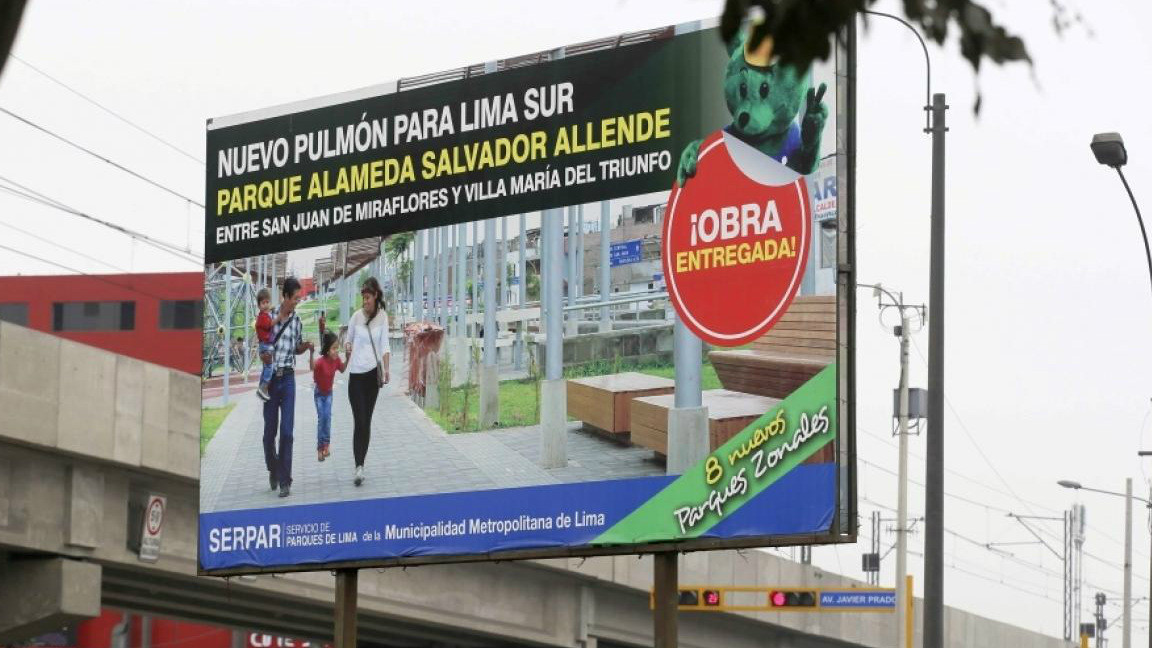 NUEVO PULMÓN PARA LIMA SUR
PARQUE ALAMEDA SALVADOR ALLENDE
ENTRE SAN JUAN DE MIRAFLORES Y VILLA MARÍA DEL TRIUNFO
¡OBRA
ENTREGADA!
8 nuevos
Parques Zonales
SERPAR SERVICIO DE
PARQUES DE LIMA de la Municipalidad Metropolitana de Lima
AV. JAVIER PRADO